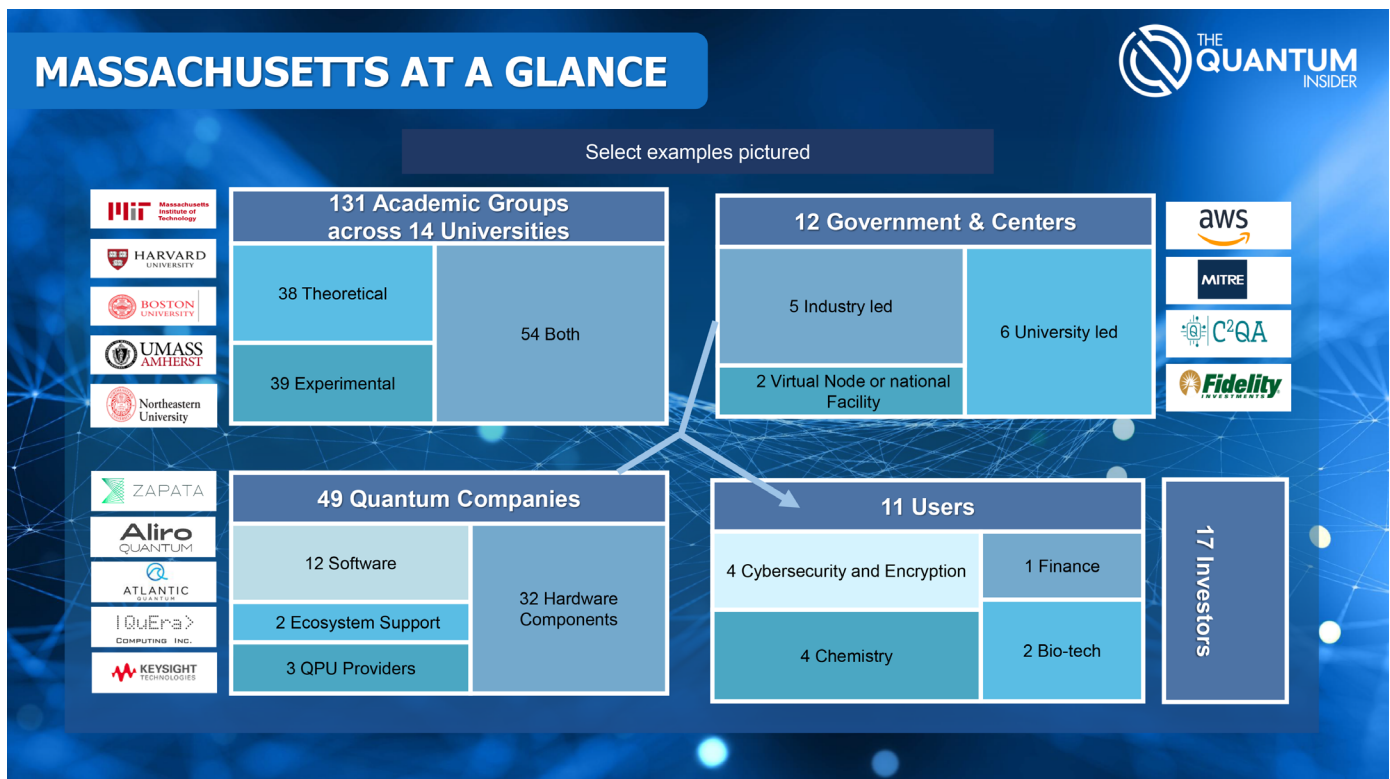 MASSACHUSETTS AT A GLANCE
THE
QUANTUM
INSIDER
Select examples pictured
Massachusetts
Institute of
Technology
HARVARD
UNIVERSITY
BOSTON
UNIVERSITY
UMASS
AMHERST
Northeastern
University
131 Academic Groups
across 14 Universities
38 Theoretical
39 Experimental
54 Both
12 Government & Centers
5 Industry led
2 Virtual Node or national
Facility
6 University led
aws
MITRE
Q C²QA
Fidelity
INVESTMENTS
ZAPATA
Aliro
QUANTUM
ATLANTIC
QUANTUM
|QuEra>
COMPUTING INC.
KEYSIGHT
TECHNOLOGIES
49 Quantum Companies
12 Software
2 Ecosystem Support
3 QPU Providers
32 Hardware
Components
11 Users
4 Cybersecurity and Encryption
4 Chemistry
1 Finance
2 Bio-tech
17 Investors